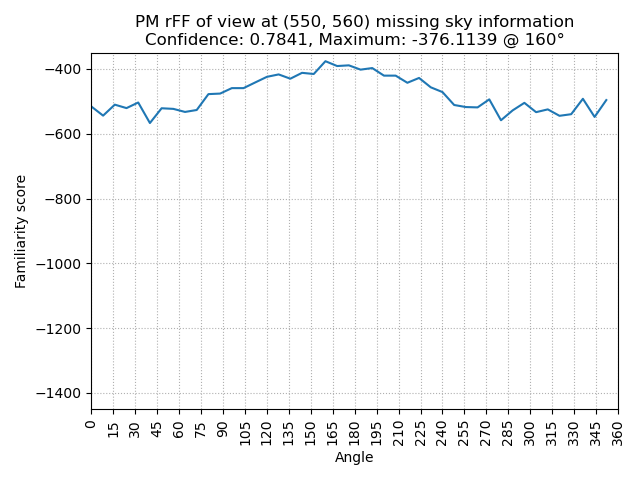 PM rFF of view at (550, 560) missing sky information
Confidence: 0.7841, Maximum: -376.1139 @ 160°
Familiarity score
−400
−600
−800
−1000
−1200
−1400
0 15 30 45 60 75 90 105 120 135 150 165 180 195 210 225 240 255 270 285 300 315 330 345 360
Angle